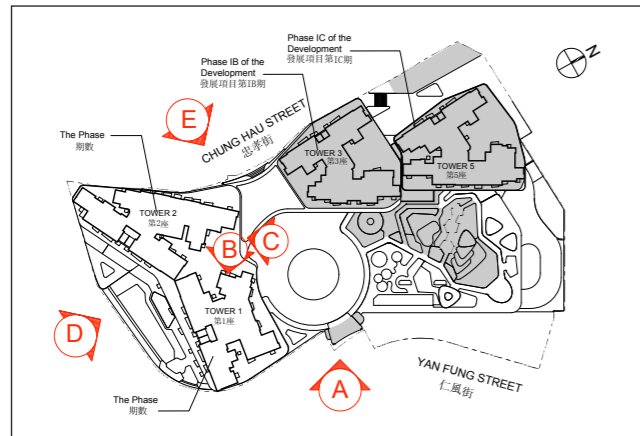 Phase IC of the
Development
發展項目第IC期
Phase IB of the
Development
發展項目第IB期
N
E
CHUNG HAU STREET
忠孝街
The Phase
期數
TOWER 3
第3座
TOWER 5
第5座
TOWER 2
第2座
B
C
D
TOWER 1
第1座
A
YAN FUNG STREET
仁風街
The Phase
期數